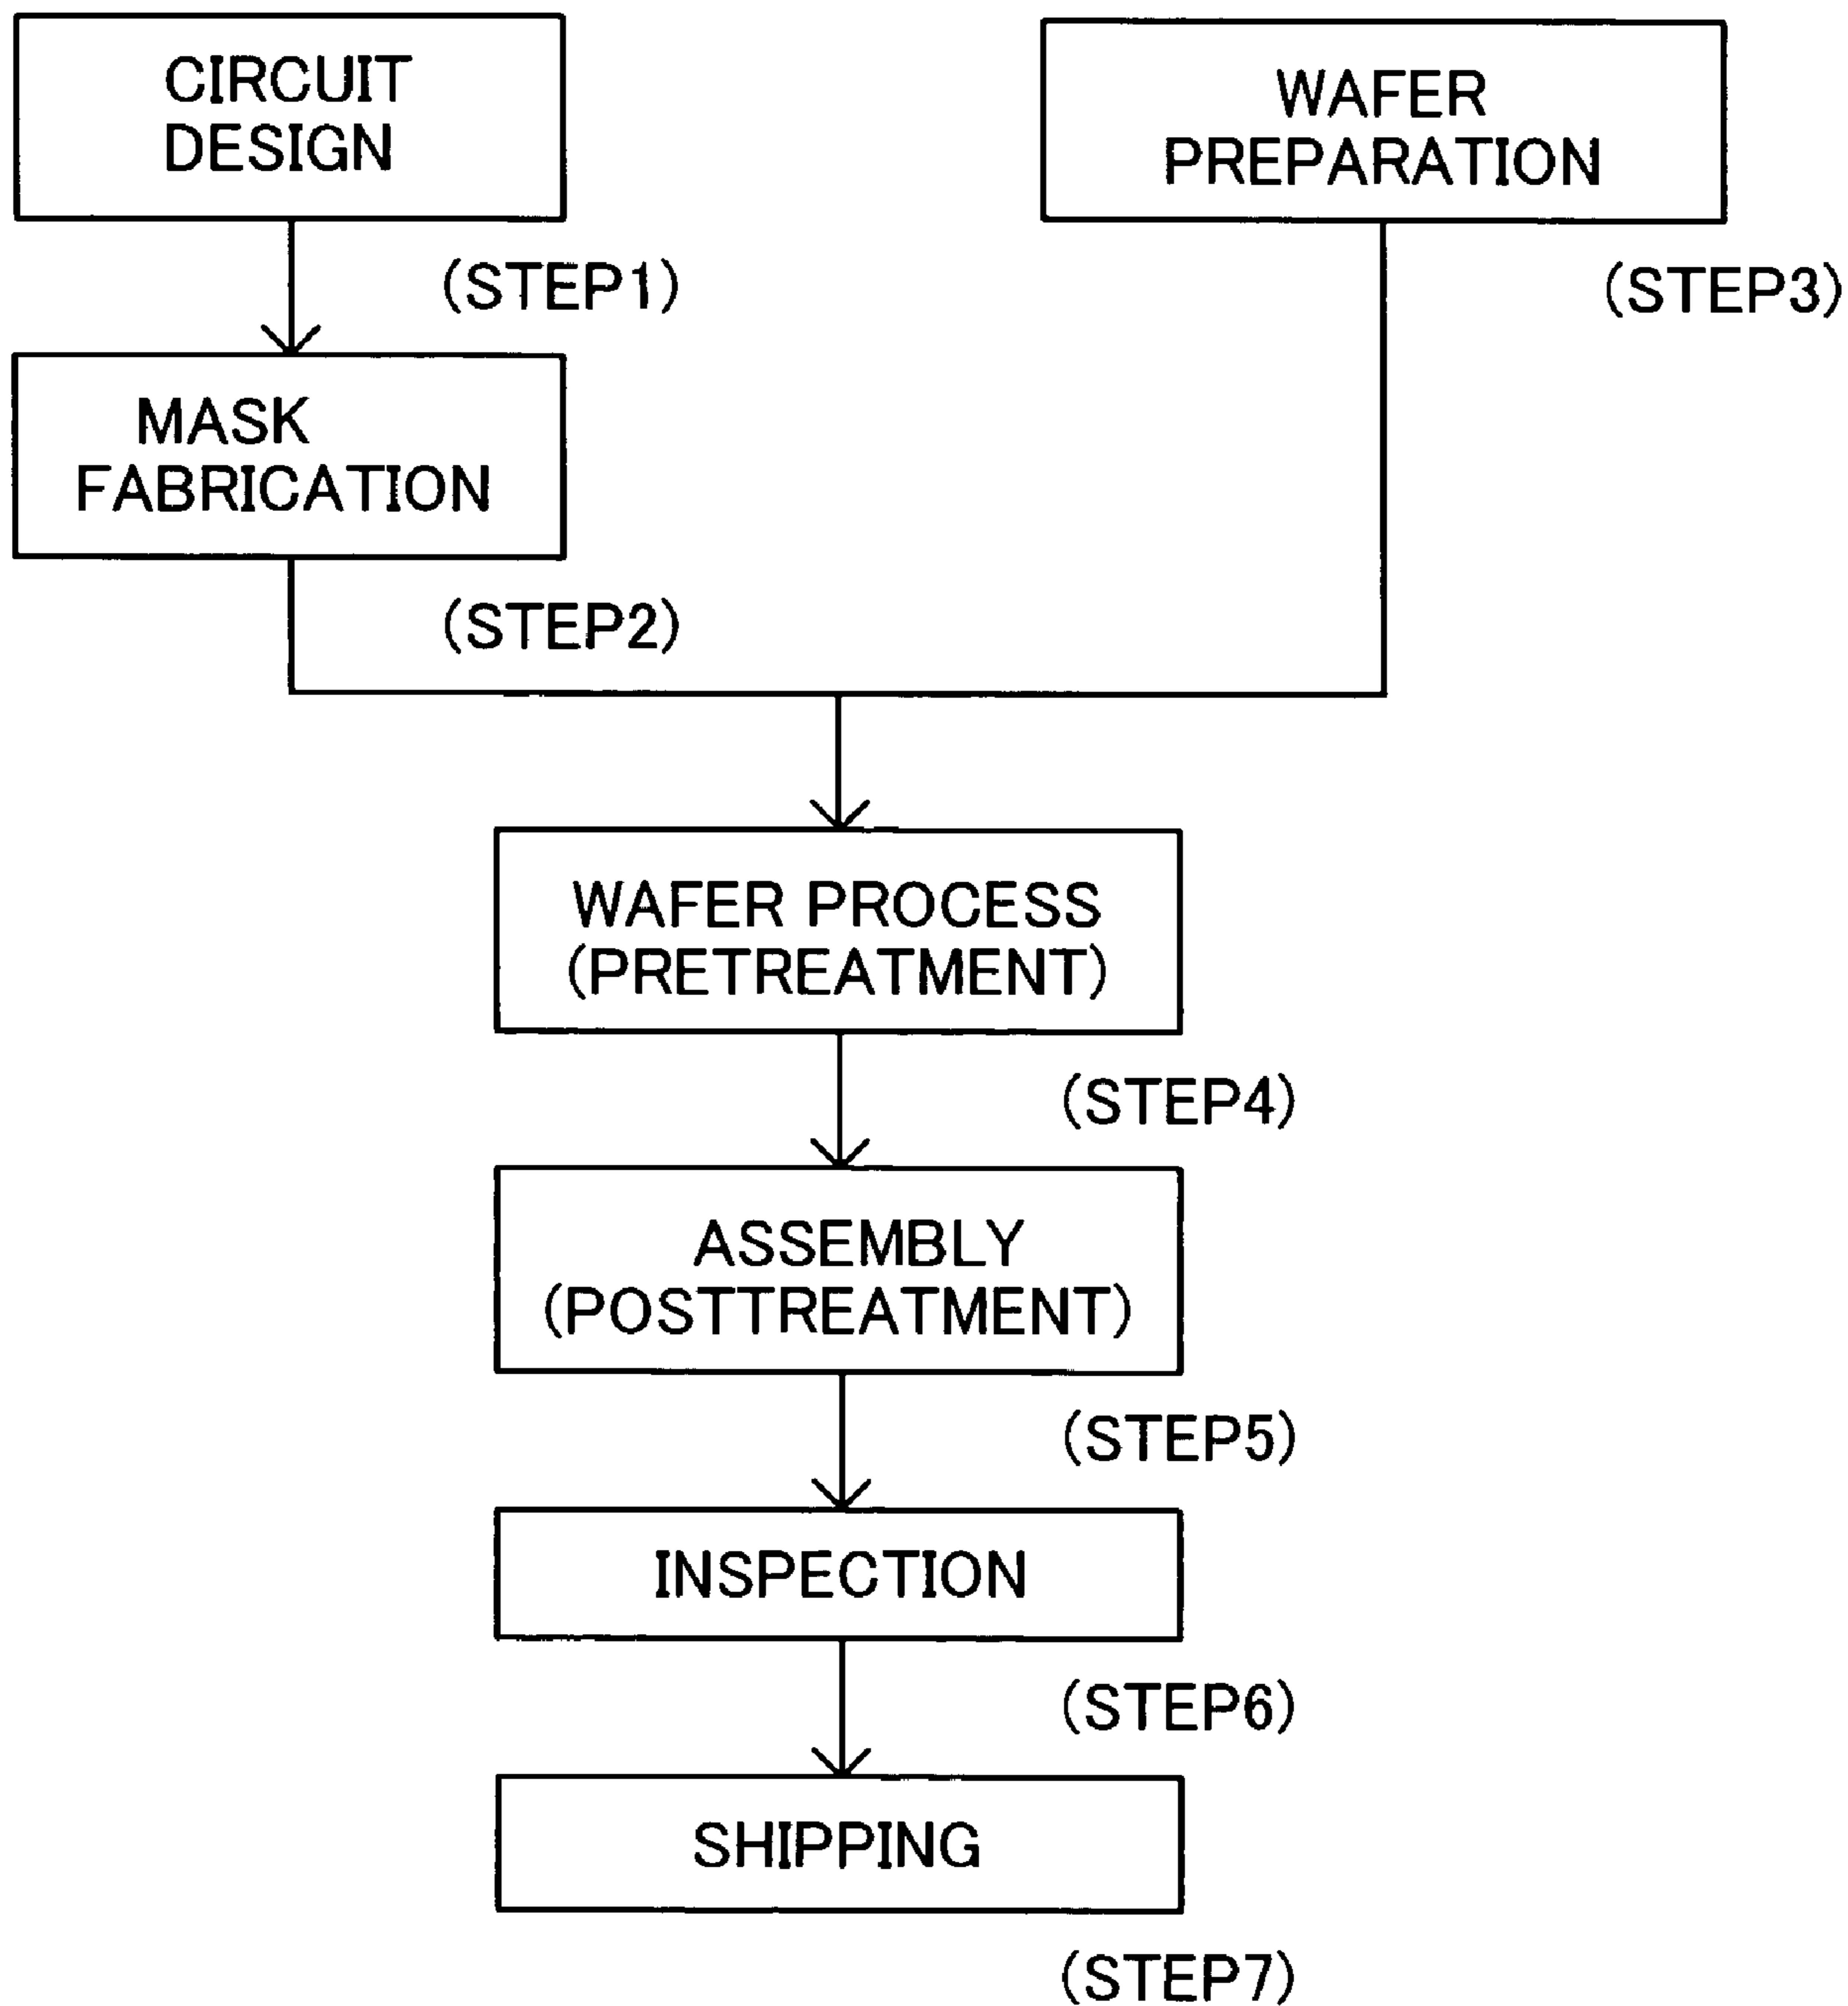 CIRCUIT
DESIGN
(STEP1)
MASK
FABRICATION
(STEP2)
WAFER
PREPARATION
(STEP3)
WAFER PROCESS
(PRETREATMENT)
(STEP4)
ASSEMBLY
(POSTTREATMENT)
(STEP5)
INSPECTION
(STEP6)
SHIPPING
(STEP7)